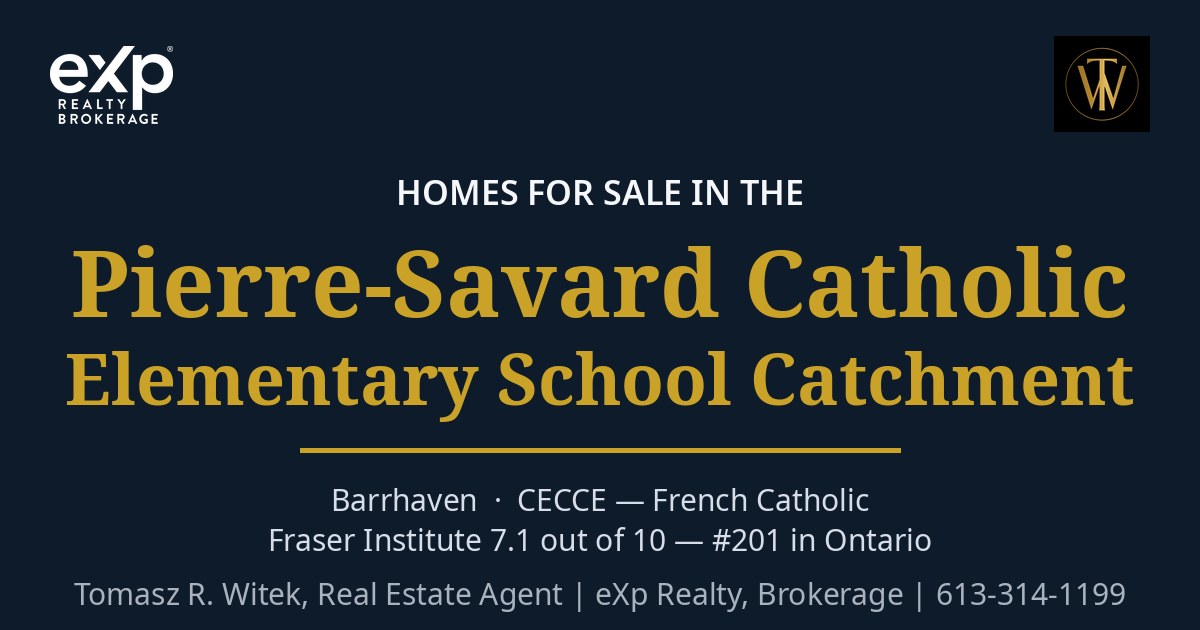 eXp®
REALTY
BROKERAGE
TW
HOMES FOR SALE IN THE
Pierre-Savard Catholic
Elementary School Catchment
Barrhaven · CECCE — French Catholic
Fraser Institute 7.1 out of 10 — #201 in Ontario
Tomasz R. Witek, Real Estate Agent | eXp Realty, Brokerage | 613-314-1199